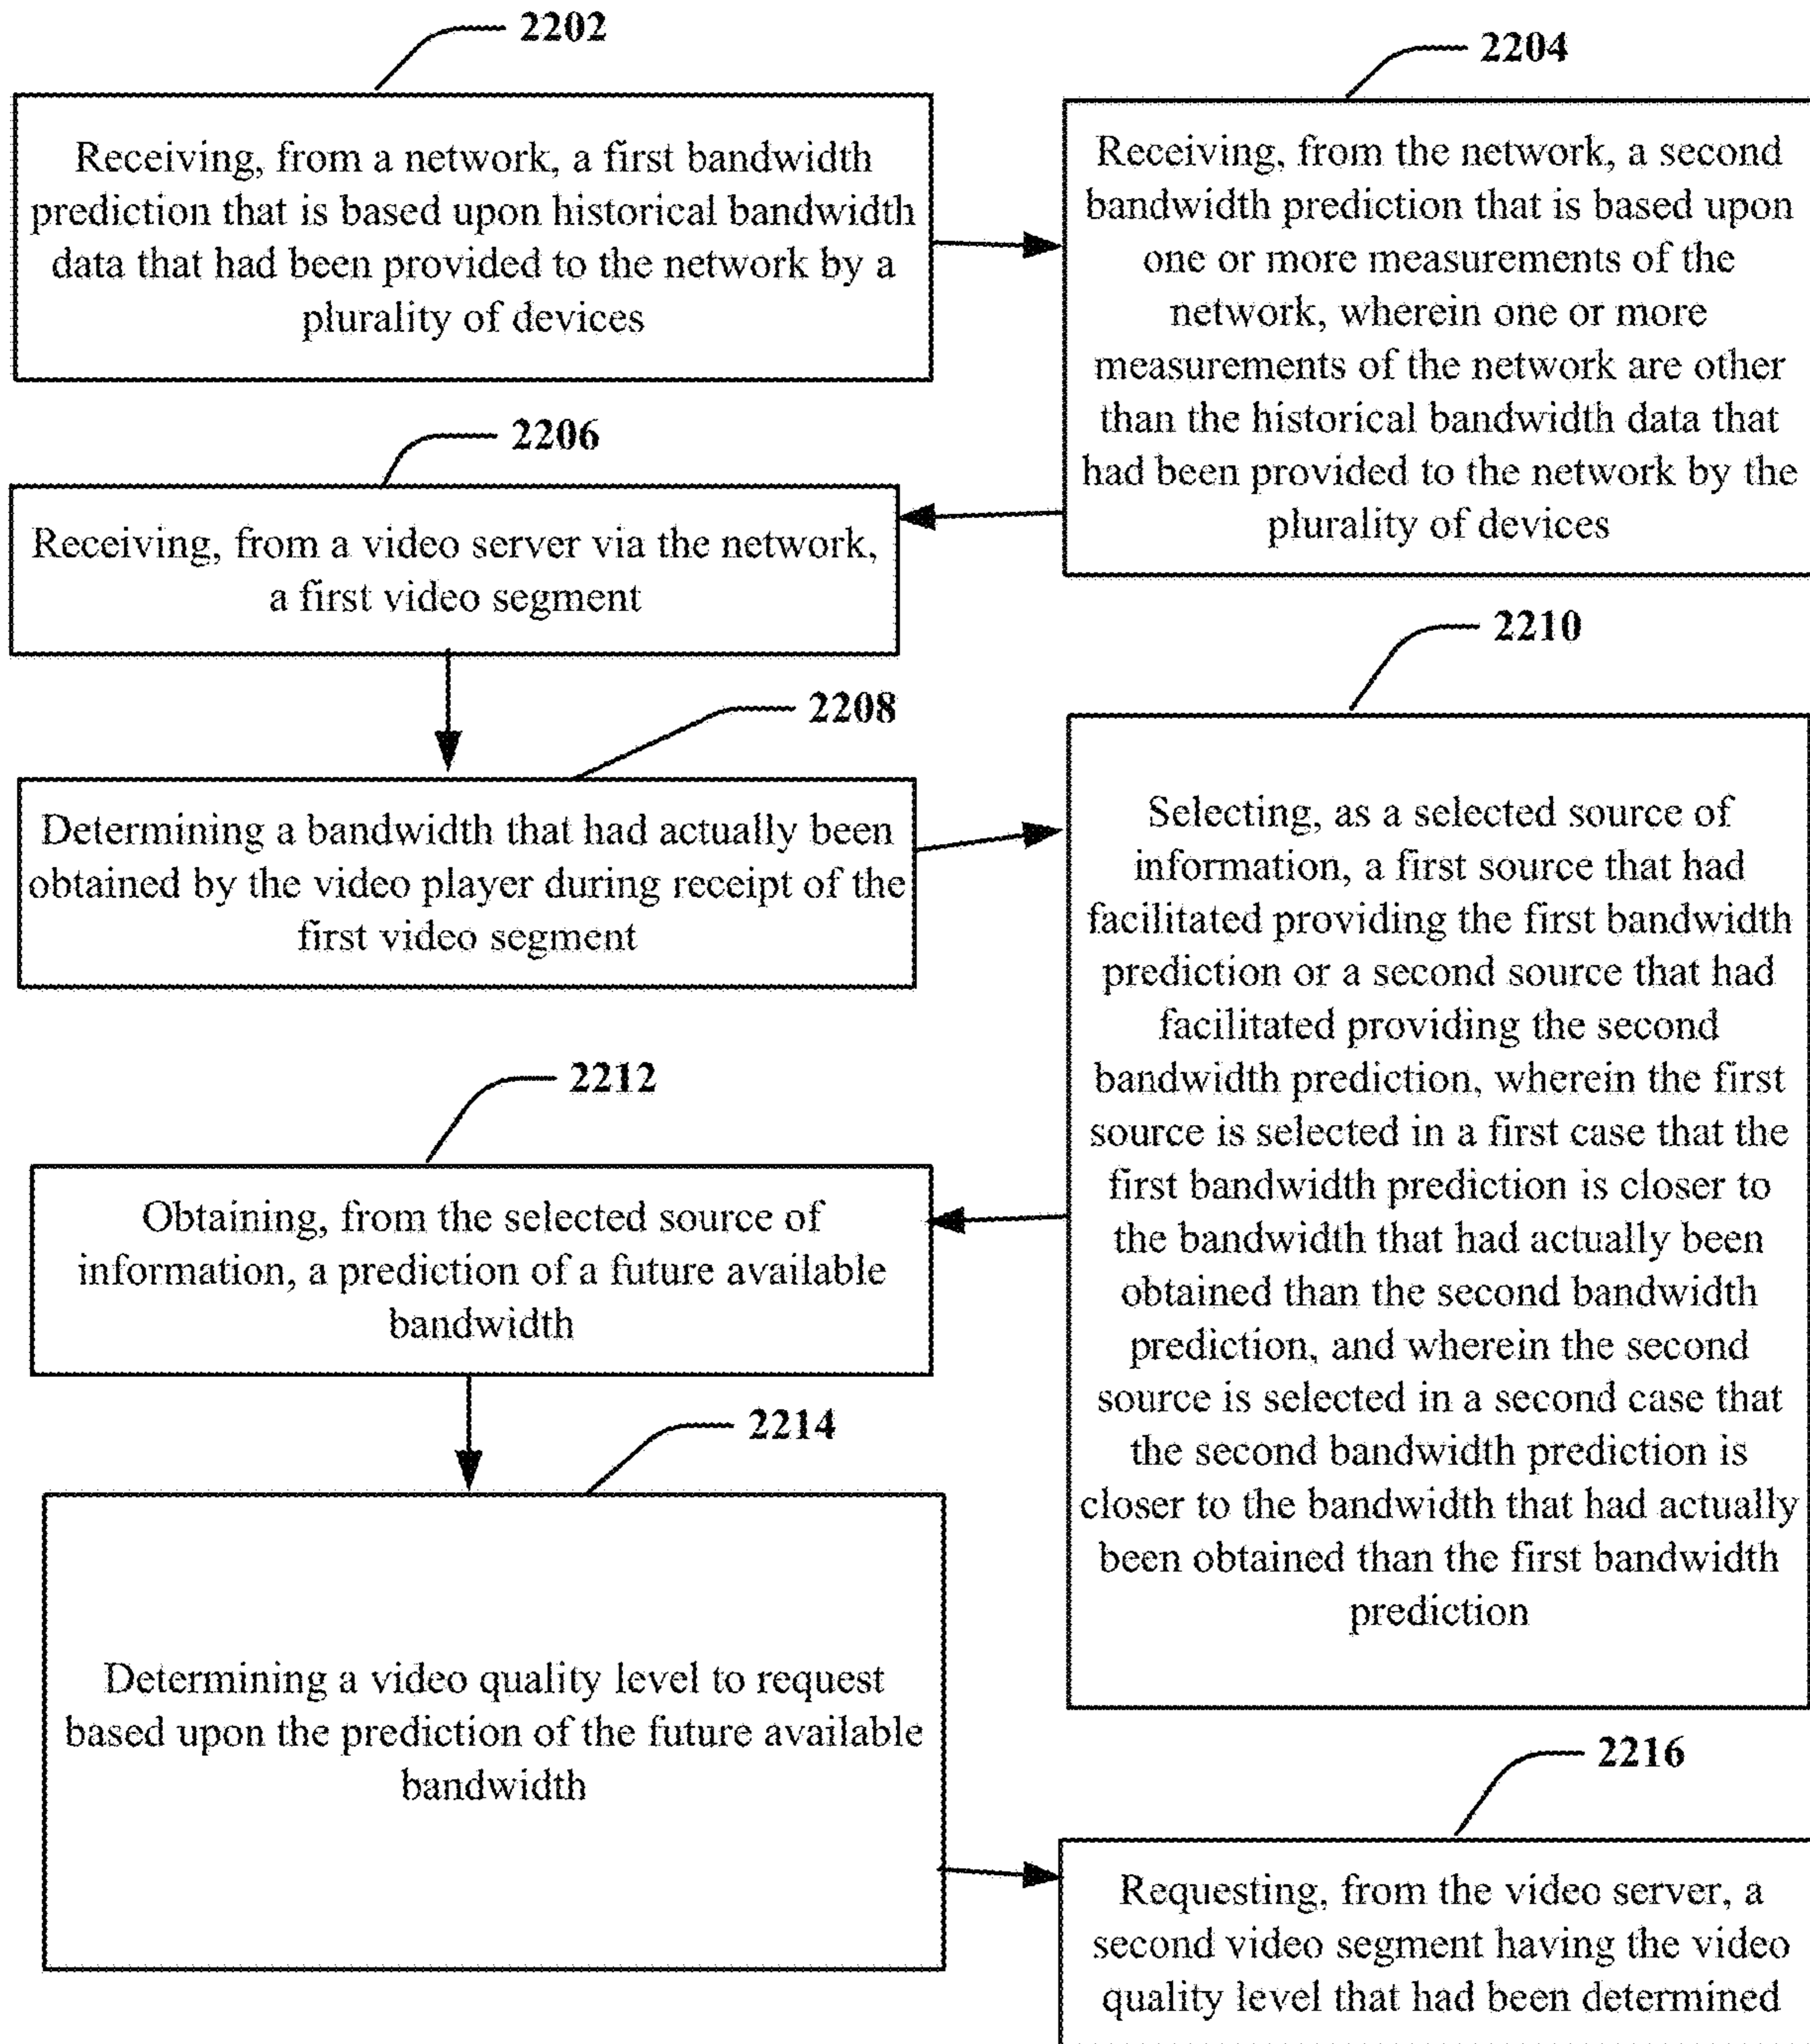 2202
Receiving, from a network, a first bandwidth
prediction that is based upon historical bandwidth
data that had been provided to the network by a
plurality of devices
2204
Receiving, from the network, a second
bandwidth prediction that is based upon
one or more measurements of the
network, wherein one or more
measurements of the network are other
than the historical bandwidth data that
had been provided to the network by the
plurality of devices
2206
Receiving, from a video server via the network,
a first video segment
2208
Determining a bandwidth that had actually been
obtained by the video player during receipt of the
first video segment
2210
Selecting, as a selected source of
information, a first source that had
facilitated providing the first bandwidth
prediction or a second source that had
facilitated providing the second
bandwidth prediction, wherein the first
source is selected in a first case that the
first bandwidth prediction is closer to
the bandwidth that had actually been
obtained than the second bandwidth
prediction, and wherein the second
source is selected in a second case that
the second bandwidth prediction is
closer to the bandwidth that had actually
been obtained than the first bandwidth
prediction
2212
Obtaining, from the selected source of
information, a prediction of a future available
bandwidth
2214
Determining a video quality level to request
based upon the prediction of the future available
bandwidth
2216
Requesting, from the video server, a
second video segment having the video
quality level that had been determined